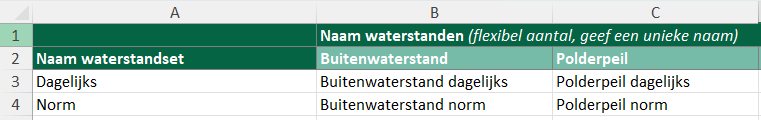 A B C
1 Naam waterstanden (flexibel aantal, geef een unieke naam)
2 Naam waterstandset Buitenwaterstand Polderpeil
3 Dagelijks Buitenwaterstand dagelijks Polderpeil dagelijks
4 Norm Buitenwaterstand norm Polderpeil norm